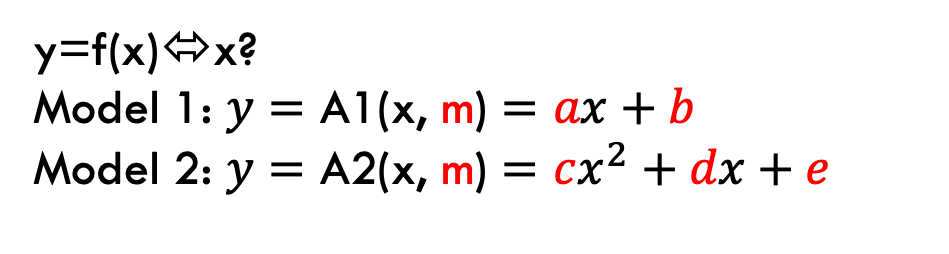 y=f(x)⇔x?
Model 1: y = A1(x, m) = ax + b
Model 2: y = A2(x, m) = cx² + dx + e